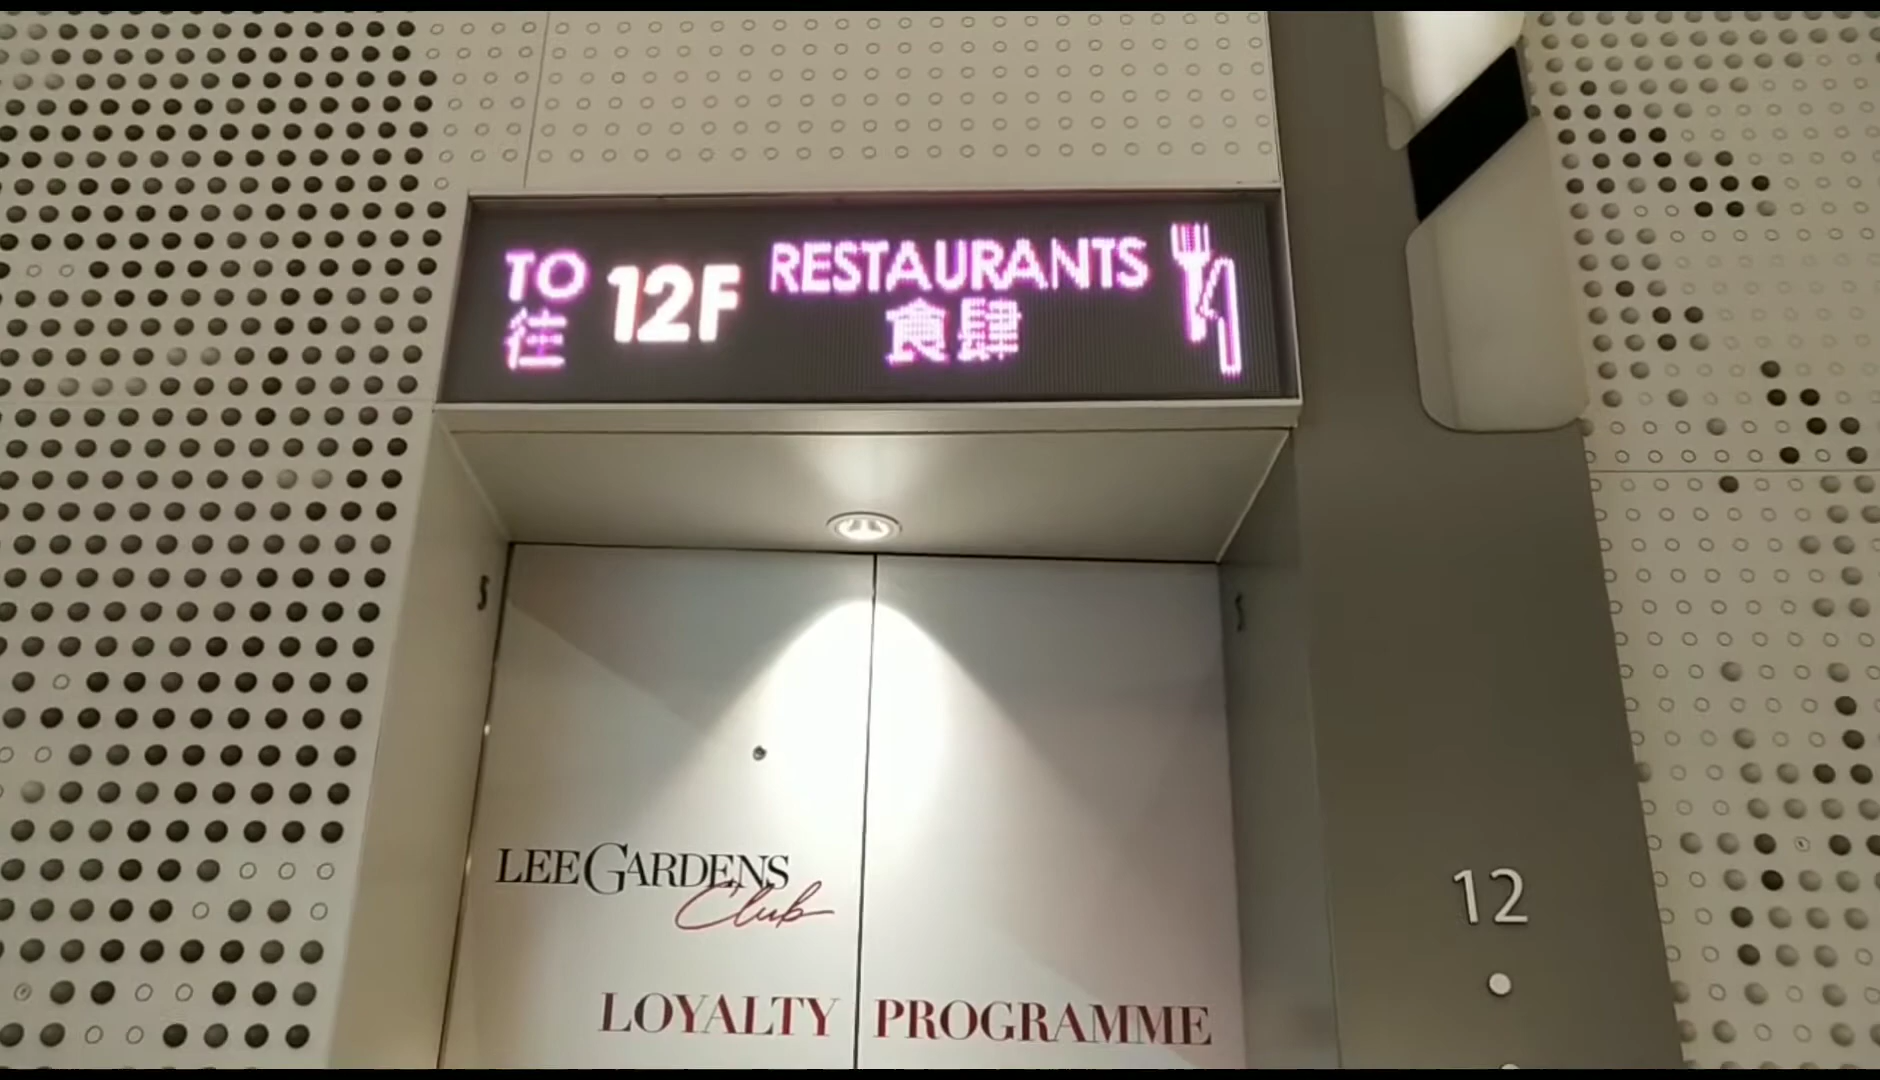 TO 12F RESTAURANTS
往 食肆
LEE GARDENS
Club
LOYALTY PROGRAMME
12